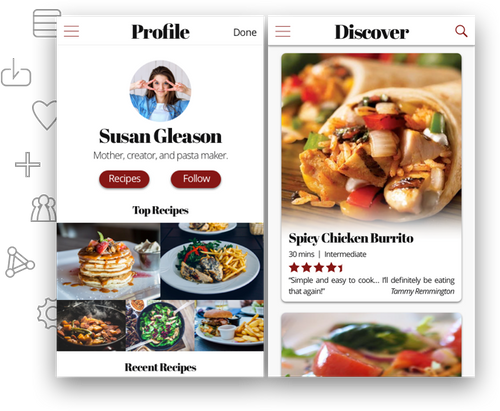 Profile
Done
Susan Gleason
Mother, creator, and pasta maker.
Recipes
Follow
Top Recipes
Recent Recipes
Discover
Spicy Chicken Burrito
30 mins | Intermediate
“Simple and easy to cook... I’ll definitely be eating
that again!”
Tammy Remmington